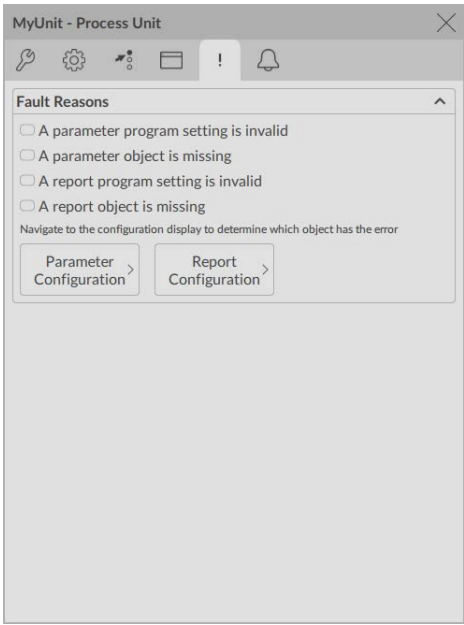 MyUnit - Process Unit
!
Fault Reasons
A parameter program setting is invalid
A parameter object is missing
A report program setting is invalid
A report object is missing
Navigate to the configuration display to determine which object has the error
Parameter
Configuration
Report
Configuration